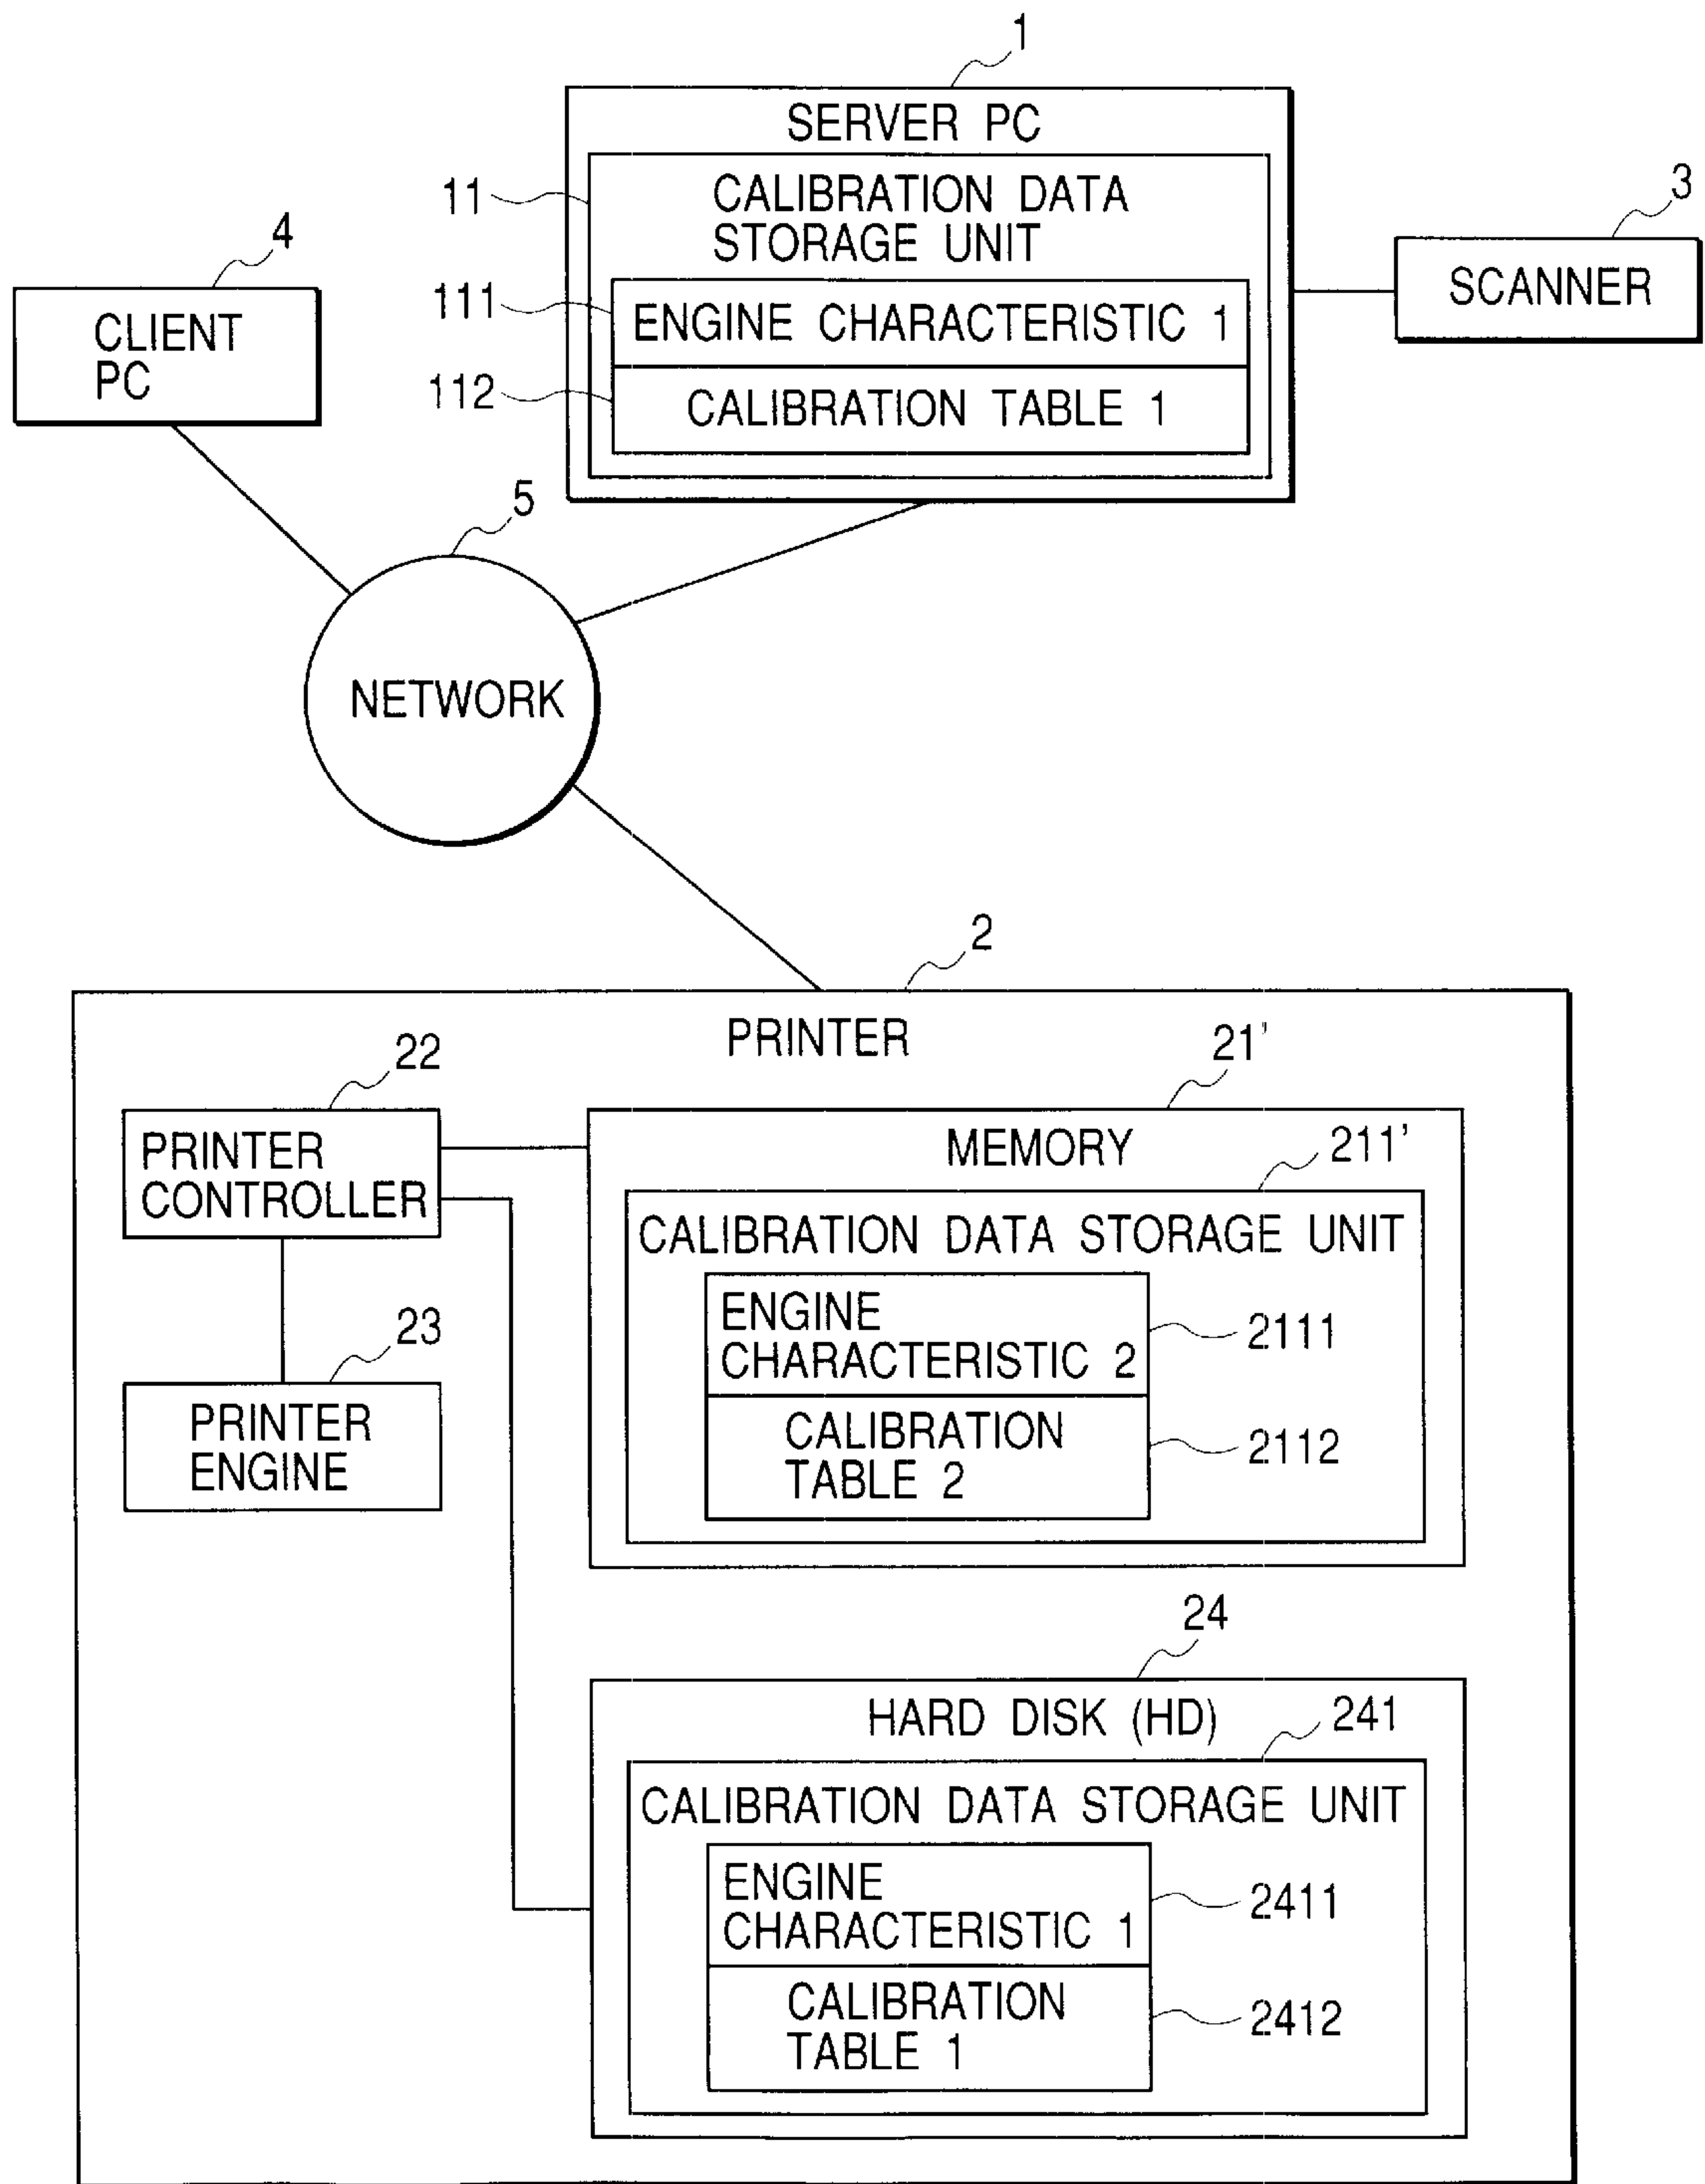 1
SERVER PC
11
CALIBRATION DATA
STORAGE UNIT
3
4
111
ENGINE CHARACTERISTIC 1
SCANNER
CLIENT
PC
112
CALIBRATION TABLE 1
5
NETWORK
2
PRINTER
22
21'
PRINTER
CONTROLLER
MEMORY
211'
CALIBRATION DATA STORAGE UNIT
ENGINE
CHARACTERISTIC 2
2111
23
PRINTER
ENGINE
CALIBRATION
TABLE 2
2112
24
HARD DISK (HD)
241
CALIBRATION DATA STORAGE UNIT
ENGINE
CHARACTERISTIC 1
2411
CALIBRATION
TABLE 1
2412